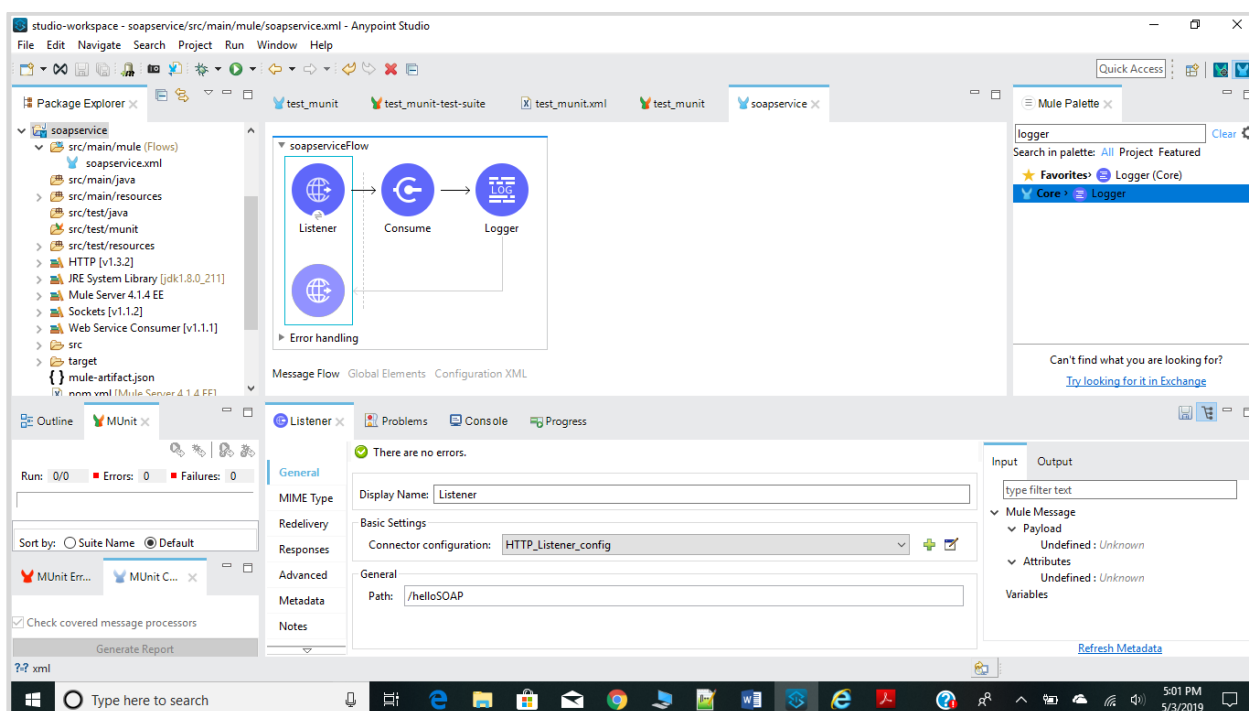 studio-workspace - soapservice/src/main/mule/soapservice.xml - Anypoint Studio
File Edit Navigate Search Project Run Window Help
Quick Access
Package Explorer
soapservice
src/main/mule (Flows)
soapservice.xml
src/main/java
src/main/resources
src/test/java
src/test/munit
src/test/resources
HTTP [v1.3.2]
JRE System Library [jdk1.8.0_211]
Mule Server 4.1.4 EE
Sockets [v1.1.2]
Web Service Consumer [v1.1.1]
src
target
mule-artifact.json
pom.xml [Mule Server 4.1.4 EE]
test_munit test_munit-test-suite test_munit.xml test_munit soapservice
soapserviceFlow
LOG
Listener Consume Logger
Error handling
Message Flow Global Elements Configuration XML
Mule Palette
logger Clear
Search in palette: All Project Featured
Favorites> Logger (Core)
Core > Logger
Can't find what you are looking for?
Try looking for it in Exchange
Outline MUnit
Run: 0/0 Errors: 0 Failures: 0
Sort by: Suite Name Default
MUnit Err... MUnit C...
Check covered message processors
Generate Report
Listener Problems Console Progress
There are no errors.
General
MIME Type
Redelivery
Responses
Advanced
Metadata
Notes
Display Name: Listener
Basic Settings
Connector configuration: HTTP_Listener_config
General
Path: /helloSOAP
Input Output
type filter text
Mule Message
Payload
Undefined : Unknown
Attributes
Undefined : Unknown
Variables
Refresh Metadata
?=? xml
Type here to search
5:01 PM
5/3/2019